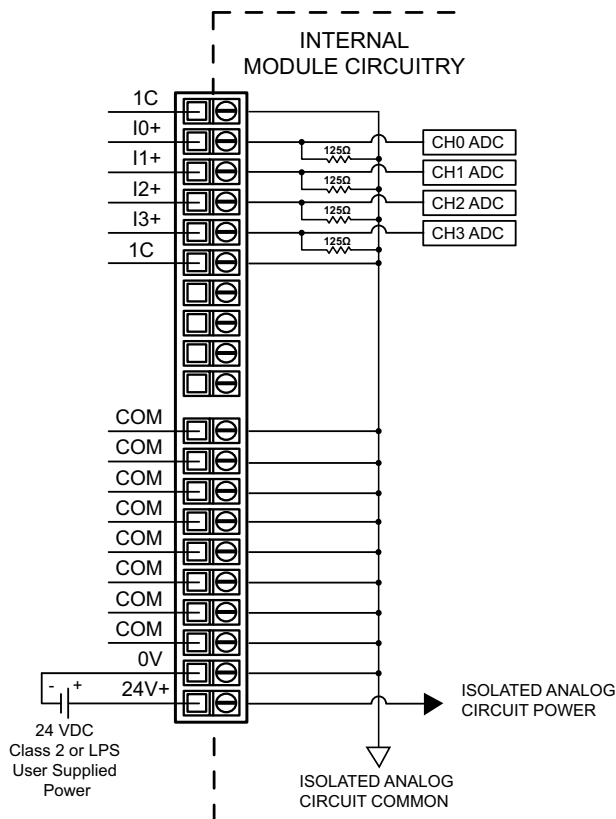 INTERNAL
MODULE CIRCUITRY
1C
I0+
125Ω
CH0 ADC
I1+
125Ω
CH1 ADC
I2+
125Ω
CH2 ADC
I3+
125Ω
CH3 ADC
1C
COM
COM
COM
COM
COM
COM
COM
COM
0V
- +
24V+
24 VDC
Class 2 or LPS
User Supplied
Power
ISOLATED ANALOG
CIRCUIT POWER
ISOLATED ANALOG
CIRCUIT COMMON